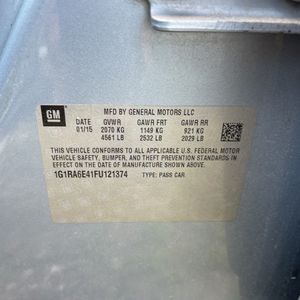 GM
MFD BY GENERAL MOTORS LLC
DATE GVWR GAWR FRT GAWR RR
01/15 2070 KG 1149 KG 921 KG
4561 LB 2532 LB 2029 LB
THIS VEHICLE CONFORMS TO ALL APPLICABLE U.S. FEDERAL MOTOR
VEHICLE SAFETY, BUMPER, AND THEFT PREVENTION STANDARDS IN
EFFECT ON THE DATE OF MANUFACTURE SHOWN ABOVE.
1G1RA6E41FU121374 TYPE: PASS CAR